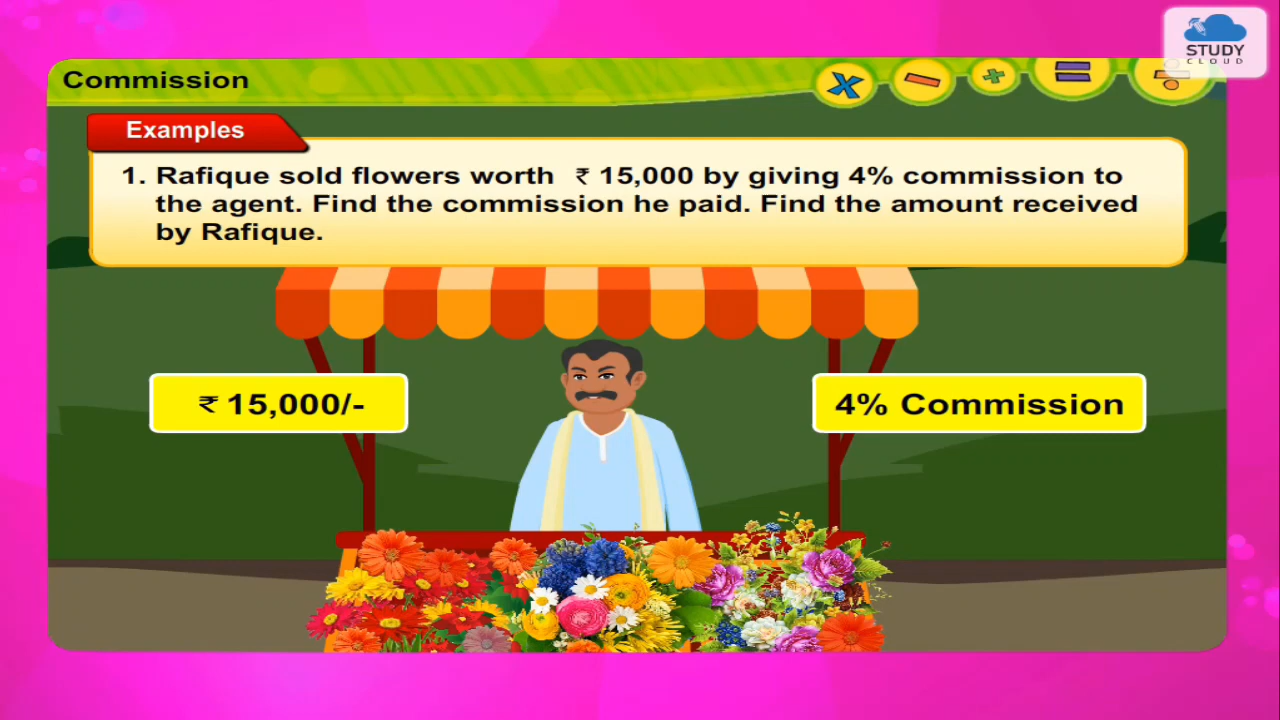 STUDY
CLOUD
Commission
Examples
1. Rafique sold flowers worth ₹ 15,000 by giving 4% commission to
the agent. Find the commission he paid. Find the amount received
by Rafique.
₹ 15,000/-
4% Commission